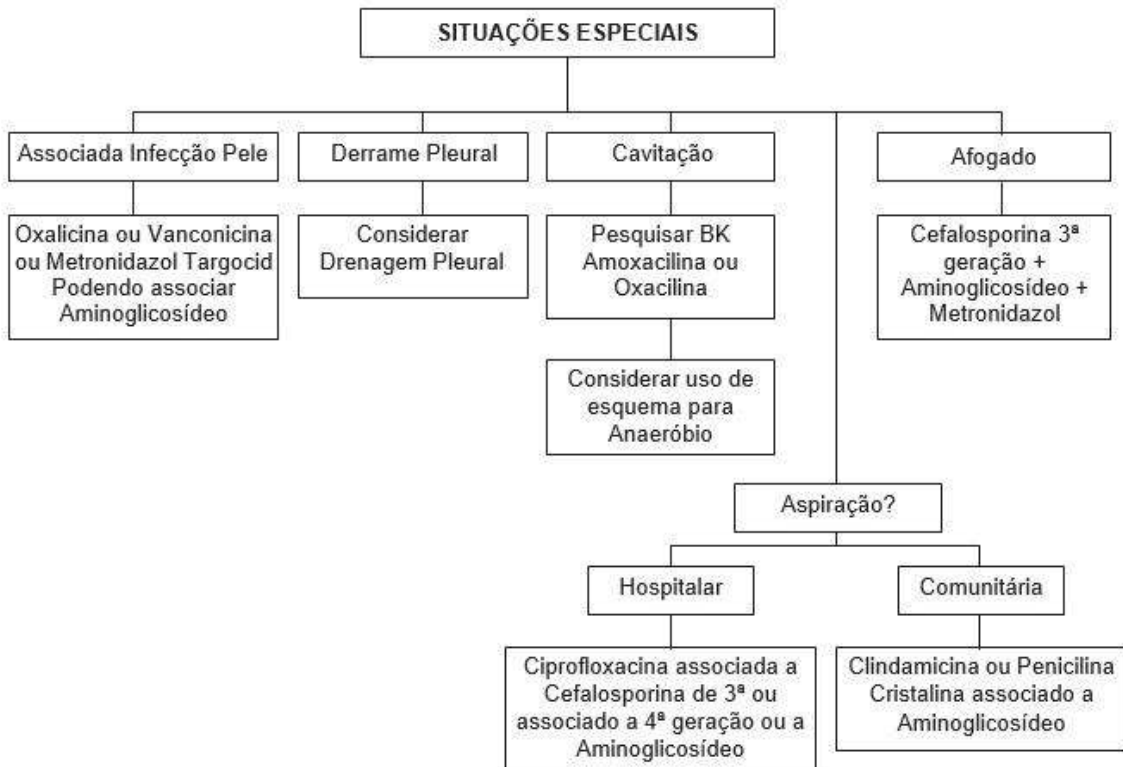 SITUAÇÕES ESPECIAIS
Associada Infecção Pele
Oxalicina ou Vanconicina
ou Metronidazol Targocid
Podendo associar
Aminoglicosídeo
Derrame Pleural
Considerar
Drenagem Pleural
Cavitação
Pesquisar BK
Amoxacilina ou
Oxacilina
Considerar uso de
esquema para
Anaeróbio
Afogado
Cefalosporina 3ª
geração +
Aminoglicosídeo +
Metronidazol
Aspiração?
Hospitalar
Ciprofloxacina associada a
Cefalosporina de 3ª ou
associado a 4ª geração ou a
Aminoglicosídeo
Comunitária
Clindamicina ou Penicilina
Cristalina associado a
Aminoglicosídeo